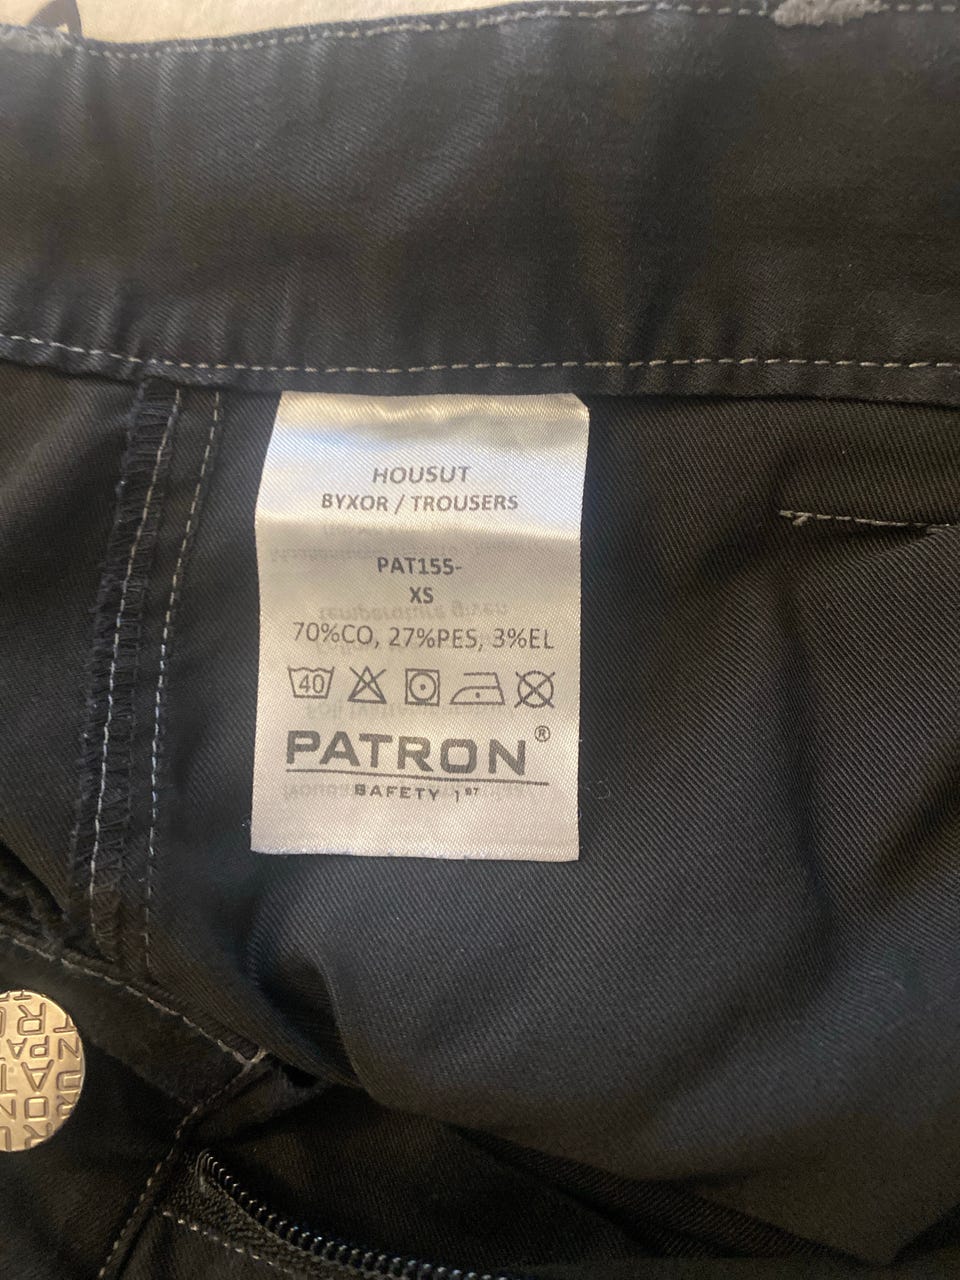 HOUSUT
BYXOR / TROUSERS
PAT155-
XS
70%CO, 27%PES, 3%EL
40
PATRON®
SAFETY 1ST